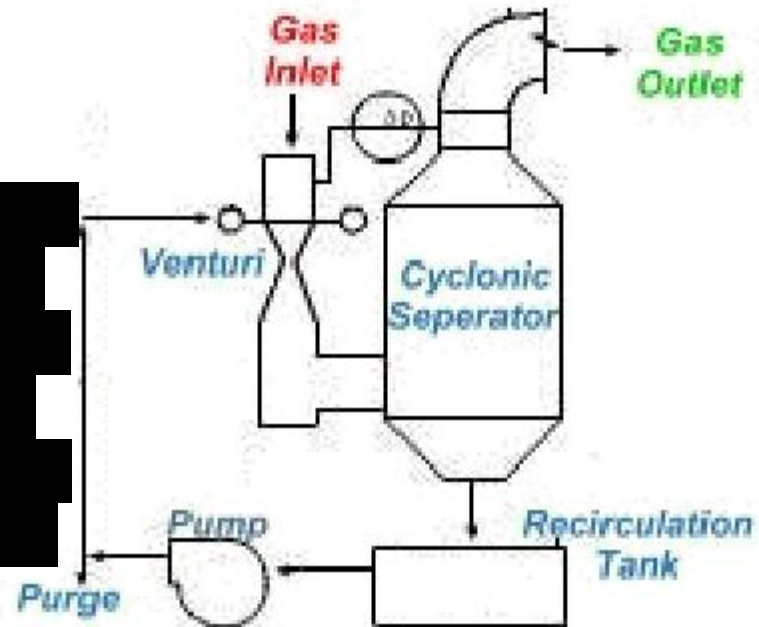 Gas
Inlet
Gas
Outlet
ΔP
Venturi
Cyclonic
Seperator
Pump
Recirculation
Tank
Purge